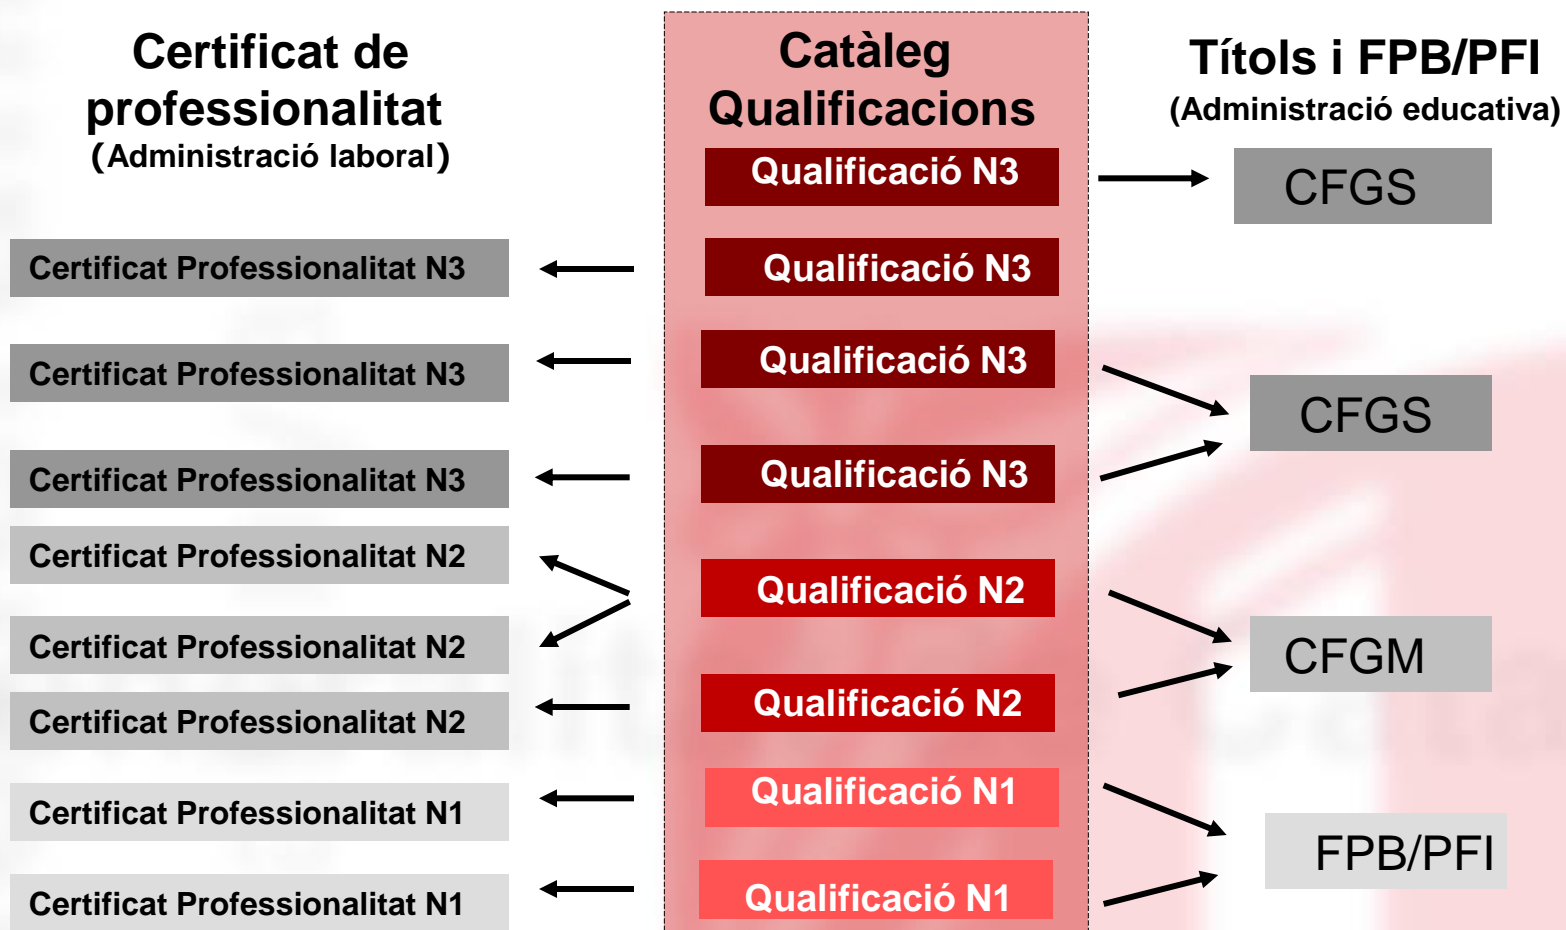 Certificat de
professionalitat
(Administració laboral)
Certificat Professionalitat N3
Certificat Professionalitat N3
Certificat Professionalitat N3
Certificat Professionalitat N2
Certificat Professionalitat N2
Certificat Professionalitat N2
Certificat Professionalitat N1
Certificat Professionalitat N1
Catàleg
Qualificacions
Qualificació N3
Qualificació N3
Qualificació N3
Qualificació N3
Qualificació N2
Qualificació N2
Qualificació N1
Qualificació N1
Títols i FPB/PFI
(Administració educativa)
CFGS
CFGS
CFGM
FPB/PFI